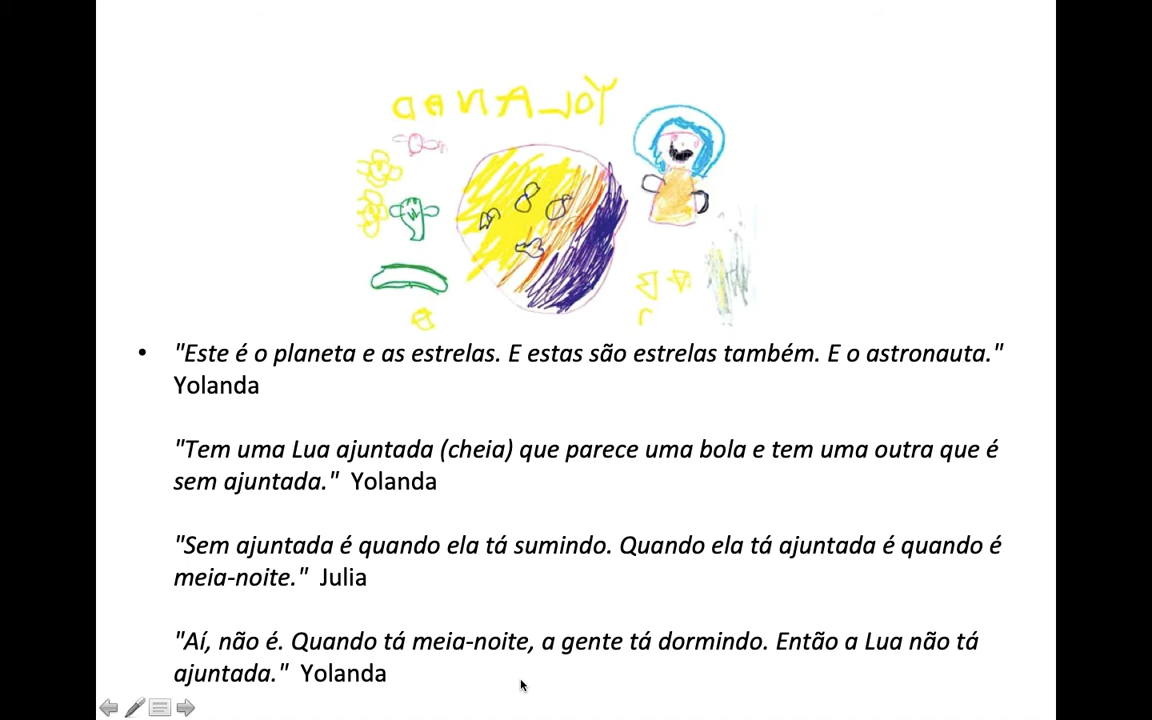 YOLANDA
• "Este é o planeta e as estrelas. E estas são estrelas também. E o astronauta."
Yolanda
"Tem uma Lua ajuntada (cheia) que parece uma bola e tem uma outra que é
sem ajuntada." Yolanda
"Sem ajuntada é quando ela tá sumindo. Quando ela tá ajuntada é quando é
meia-noite." Julia
"Aí, não é. Quando tá meia-noite, a gente tá dormindo. Então a Lua não tá
ajuntada." Yolanda